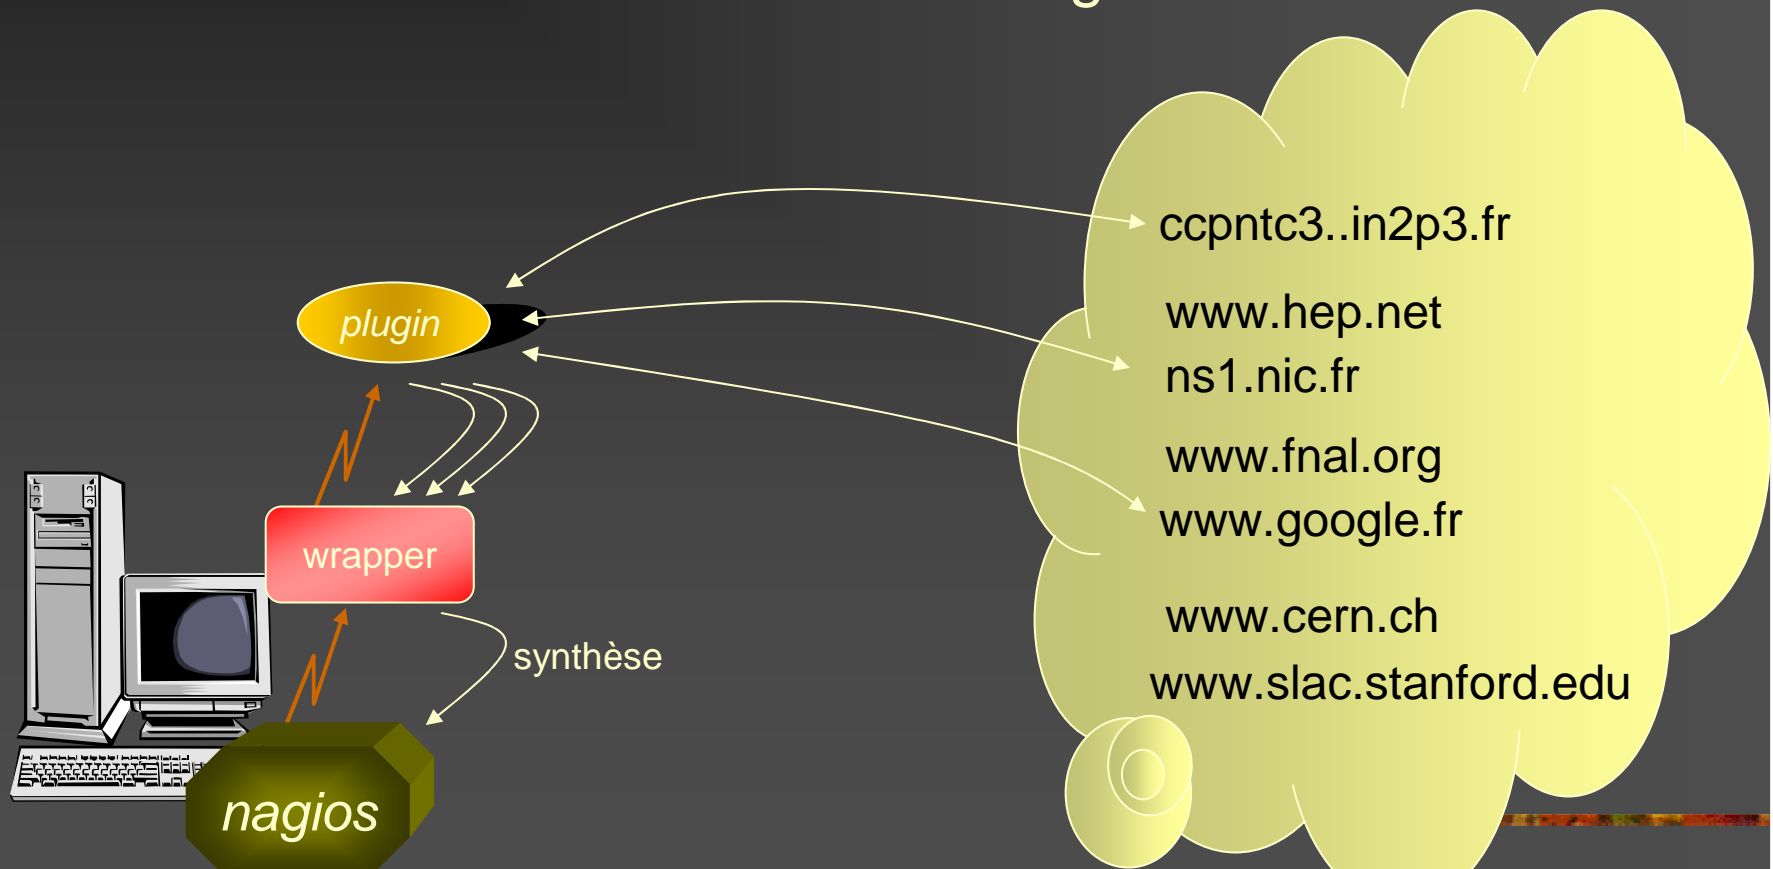 plugin
wrapper
synthèse
nagios
ccpntc3..in2p3.fr
www.hep.net
ns1.nic.fr
www.fnal.org
www.google.fr
www.cern.ch
www.slac.stanford.edu